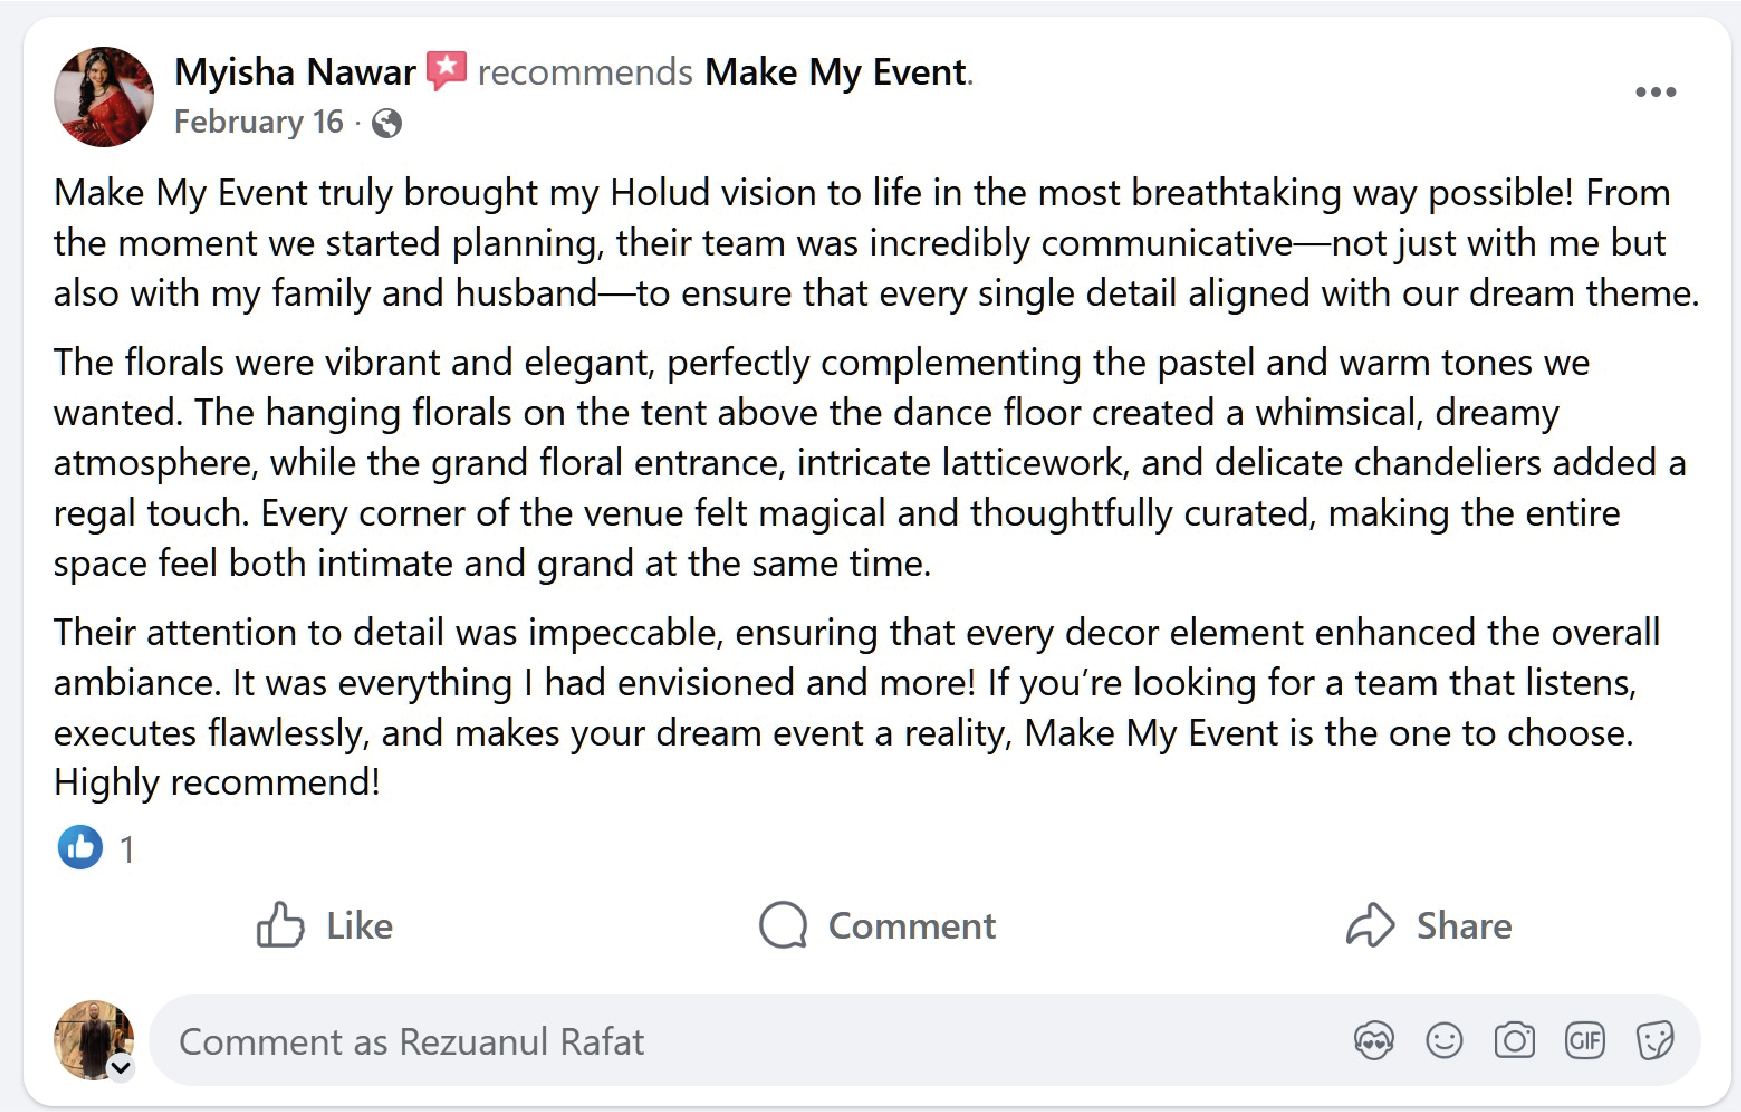 Myisha Nawar recommends Make My Event.
February 16 ·
Make My Event truly brought my Holud vision to life in the most breathtaking way possible! From
the moment we started planning, their team was incredibly communicative—not just with me but
also with my family and husband—to ensure that every single detail aligned with our dream theme.
The florals were vibrant and elegant, perfectly complementing the pastel and warm tones we
wanted. The hanging florals on the tent above the dance floor created a whimsical, dreamy
atmosphere, while the grand floral entrance, intricate latticework, and delicate chandeliers added a
regal touch. Every corner of the venue felt magical and thoughtfully curated, making the entire
space feel both intimate and grand at the same time.
Their attention to detail was impeccable, ensuring that every decor element enhanced the overall
ambiance. It was everything I had envisioned and more! If you’re looking for a team that listens,
executes flawlessly, and makes your dream event a reality, Make My Event is the one to choose.
Highly recommend!
1
Like Comment Share
Comment as Rezuanul Rafat GIF